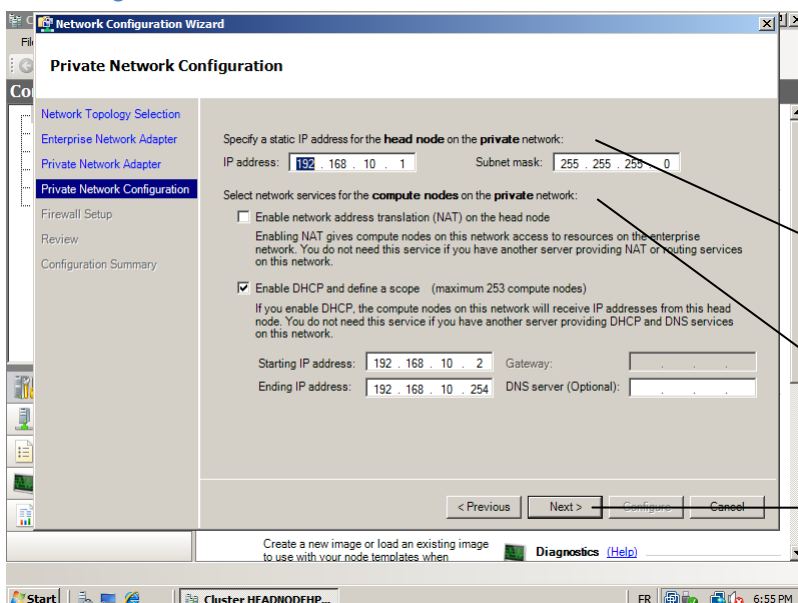 Network Configuration Wizard
Private Network Configuration
Network Topology Selection
Enterprise Network Adapter
Private Network Adapter
Private Network Configuration
Firewall Setup
Review
Configuration Summary
Specify a static IP address for the head node on the private network:
IP address: 192 . 168 . 10 . 1 Subnet mask: 255 . 255 . 255 . 0
Select network services for the compute nodes on the private network:
Enable network address translation (NAT) on the head node
Enabling NAT gives compute nodes on this network access to resources on the enterprise
network. You do not need this service if you have another server providing NAT or routing services
on this network.
Enable DHCP and define a scope (maximum 253 compute nodes)
If you enable DHCP, the compute nodes on this network will receive IP addresses from this head
node. You do not need this service if you have another server providing DHCP and DNS services
on this network.
Starting IP address: 192 . 168 . 10 . 2 Gateway: . . .
Ending IP address: 192 . 168 . 10 . 254 DNS server (Optional): . . .
< Previous Next > Configure Cancel
Create a new image or load an existing image
to use with your node templates when
Diagnostics (Help)
Start Cluster HEADNODEHP... FR 6:55 PM